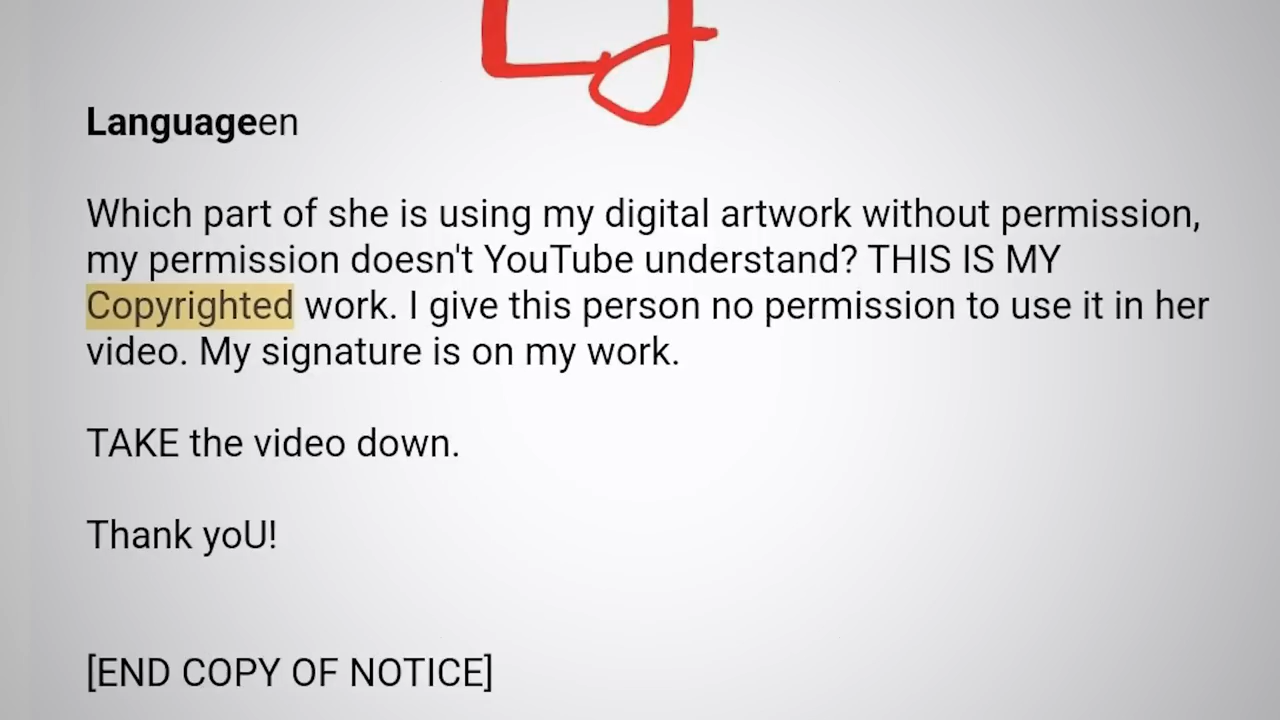 Languageen
Which part of she is using my digital artwork without permission,
my permission doesn't YouTube understand? THIS IS MY
Copyrighted work. I give this person no permission to use it in her
video. My signature is on my work.
TAKE the video down.
Thank yoU!
[END COPY OF NOTICE]